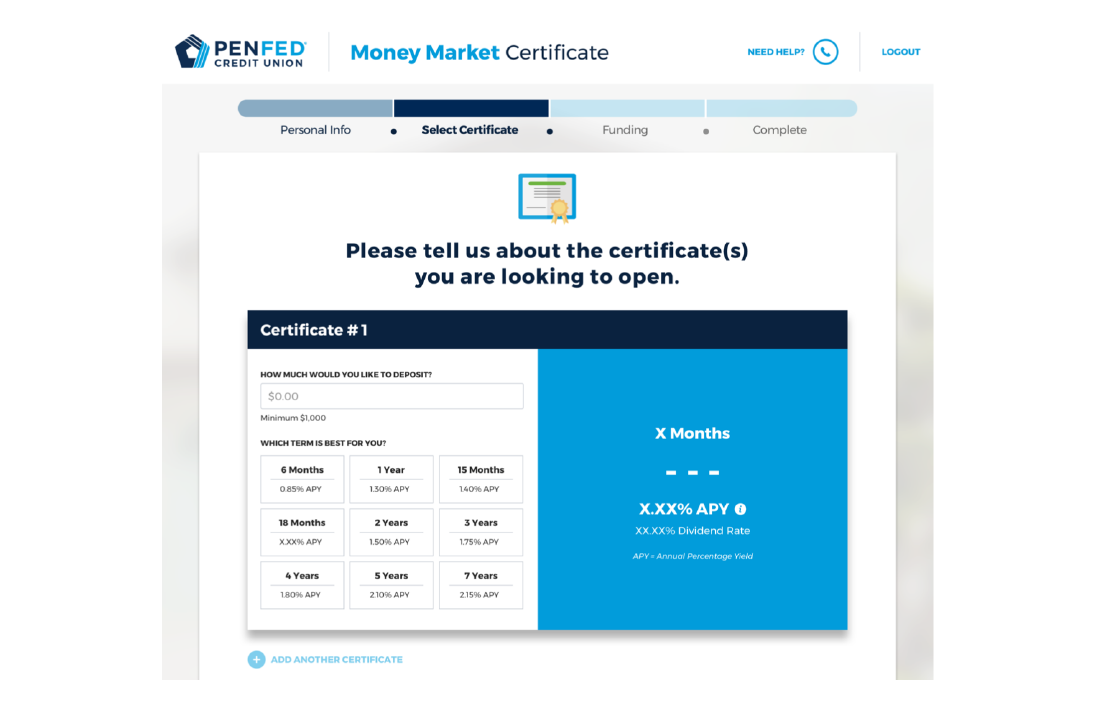 PENFED
CREDIT UNION
Money Market Certificate
NEED HELP?
LOGOUT
Personal Info
Select Certificate
Funding
Complete
Please tell us about the certificate(s)
you are looking to open.
Certificate #1
HOW MUCH WOULD YOU LIKE TO DEPOSIT?
$0.00
Minimum $1,000
WHICH TERM IS BEST FOR YOU?
6 Months
0.85% APY
1 Year
1.30% APY
15 Months
1.40% APY
18 Months
X.XX% APY
2 Years
1.50% APY
3 Years
1.75% APY
4 Years
1.80% APY
5 Years
2.10% APY
7 Years
2.15% APY
X Months
---
X.XX% APY i
XX.XX% Dividend Rate
APY = Annual Percentage Yield
+ ADD ANOTHER CERTIFICATE